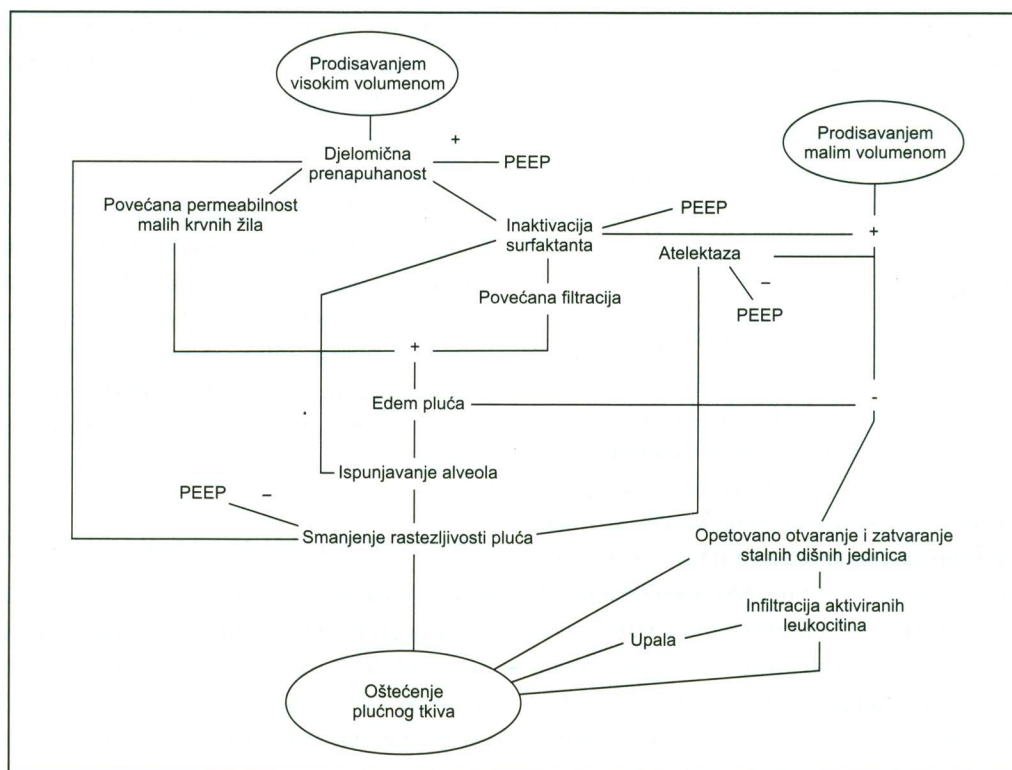 Prodisavanjem
visokim volumenom
Prodisavanjem
malim volumenom
+
Djelomična
prenapuhanost
PEEP
Povećana permeabilnost
malih krvnih žila
PEEP
Inaktivacija
surfaktanta
+
Atelektaza
–
PEEP
Povećana filtracija
+
Edem pluća
-
Ispunjavanje alveola
PEEP
–
Smanjenje rastezljivosti pluća
Opetovano otvaranje i zatvaranje
stalnih dišnih jedinica
Infiltracija aktiviranih
leukocitina
Upala
Oštećenje
plućnog tkiva